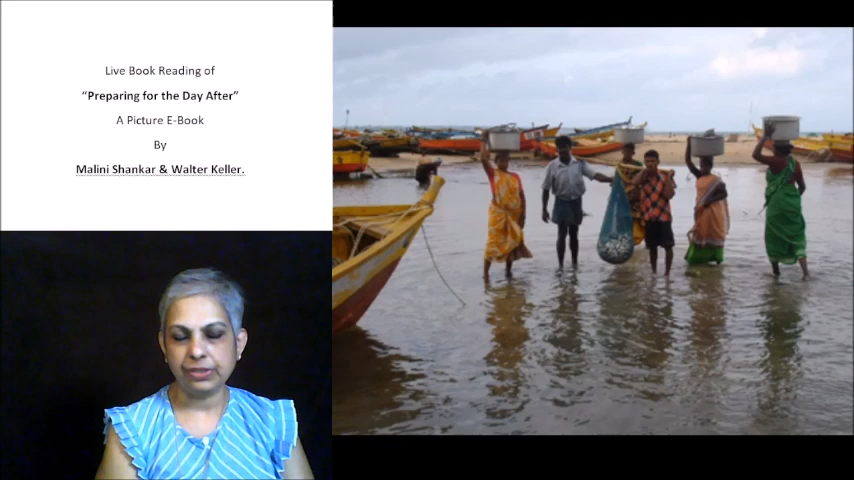 Live Book Reading of
“Preparing for the Day After”
A Picture E-Book
By
Malini Shankar & Walter Keller.